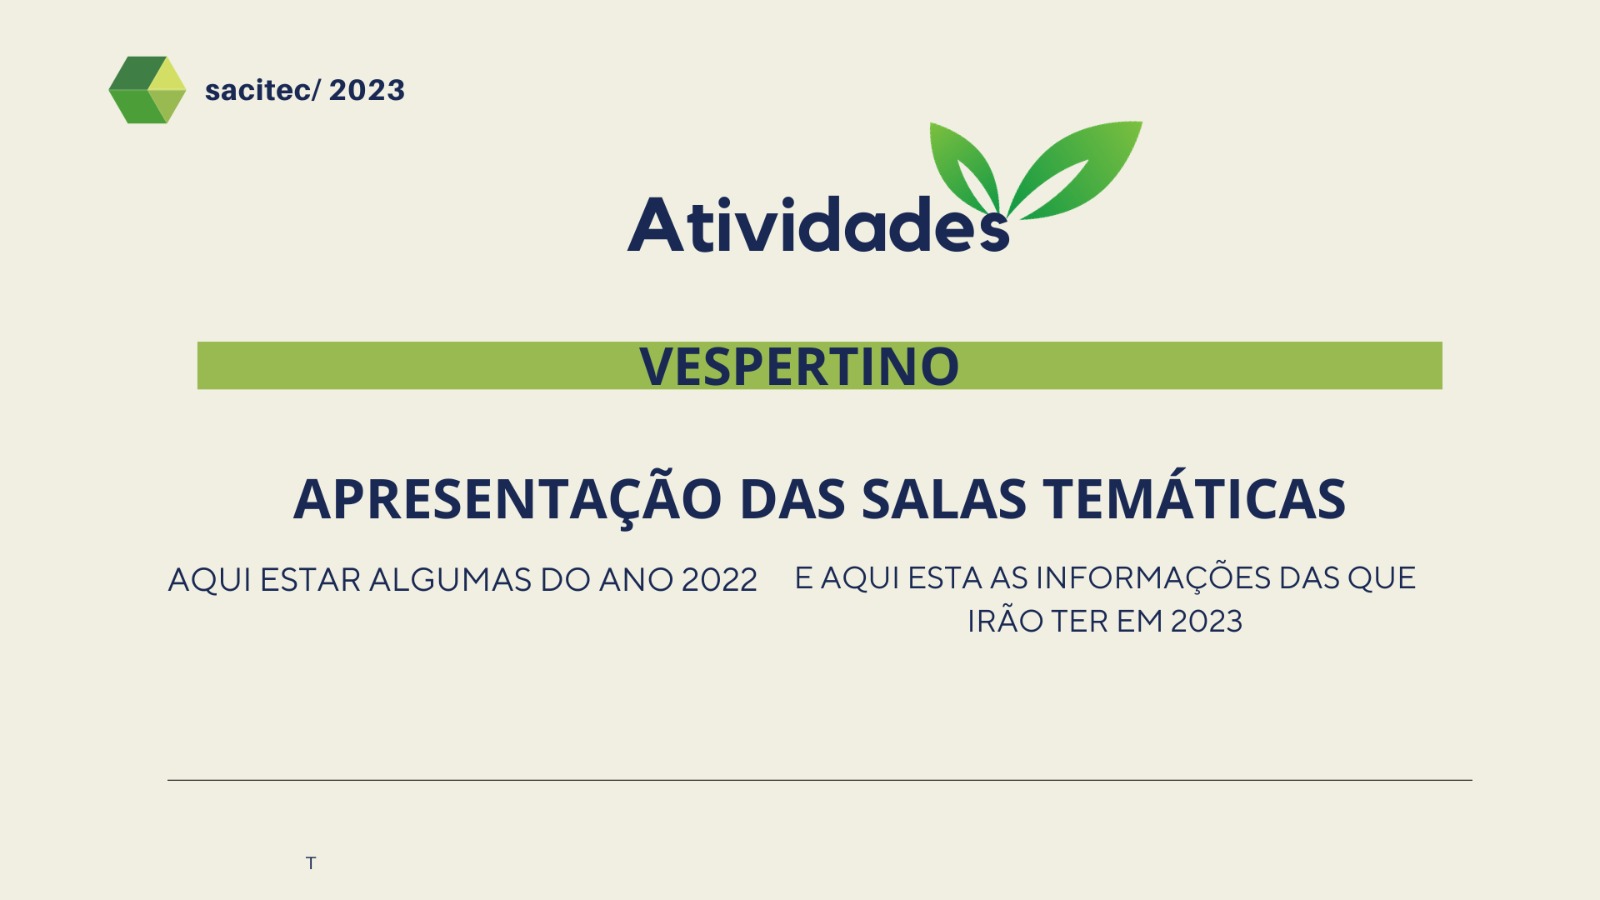 sacitec/ 2023
Atividades
VESPERTINO
APRESENTAÇÃO DAS SALAS TEMÁTICAS
AQUI ESTAR ALGUMAS DO ANO 2022
E AQUI ESTA AS INFORMAÇÕES DAS QUE
IRÃO TER EM 2023
T